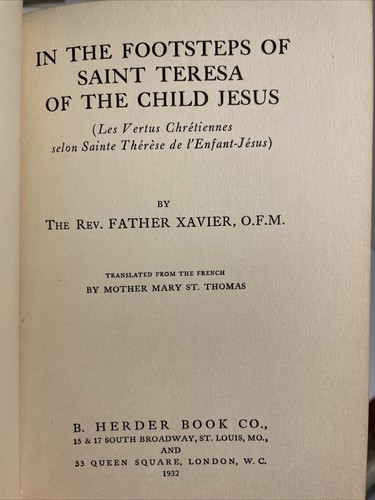 IN THE FOOTSTEPS OF
SAINT TERESA
OF THE CHILD JESUS
(Les Vertus Chrétiennes
selon Sainte Thérèse de l'Enfant-Jésus)
BY
THE REV. FATHER XAVIER, O.F.M.
TRANSLATED FROM THE FRENCH
BY MOTHER MARY ST. THOMAS
B. HERDER BOOK CO.,
15 & 17 SOUTH BROADWAY, ST. LOUIS, MO.,
AND
33 QUEEN SQUARE, LONDON, W. C.
1932